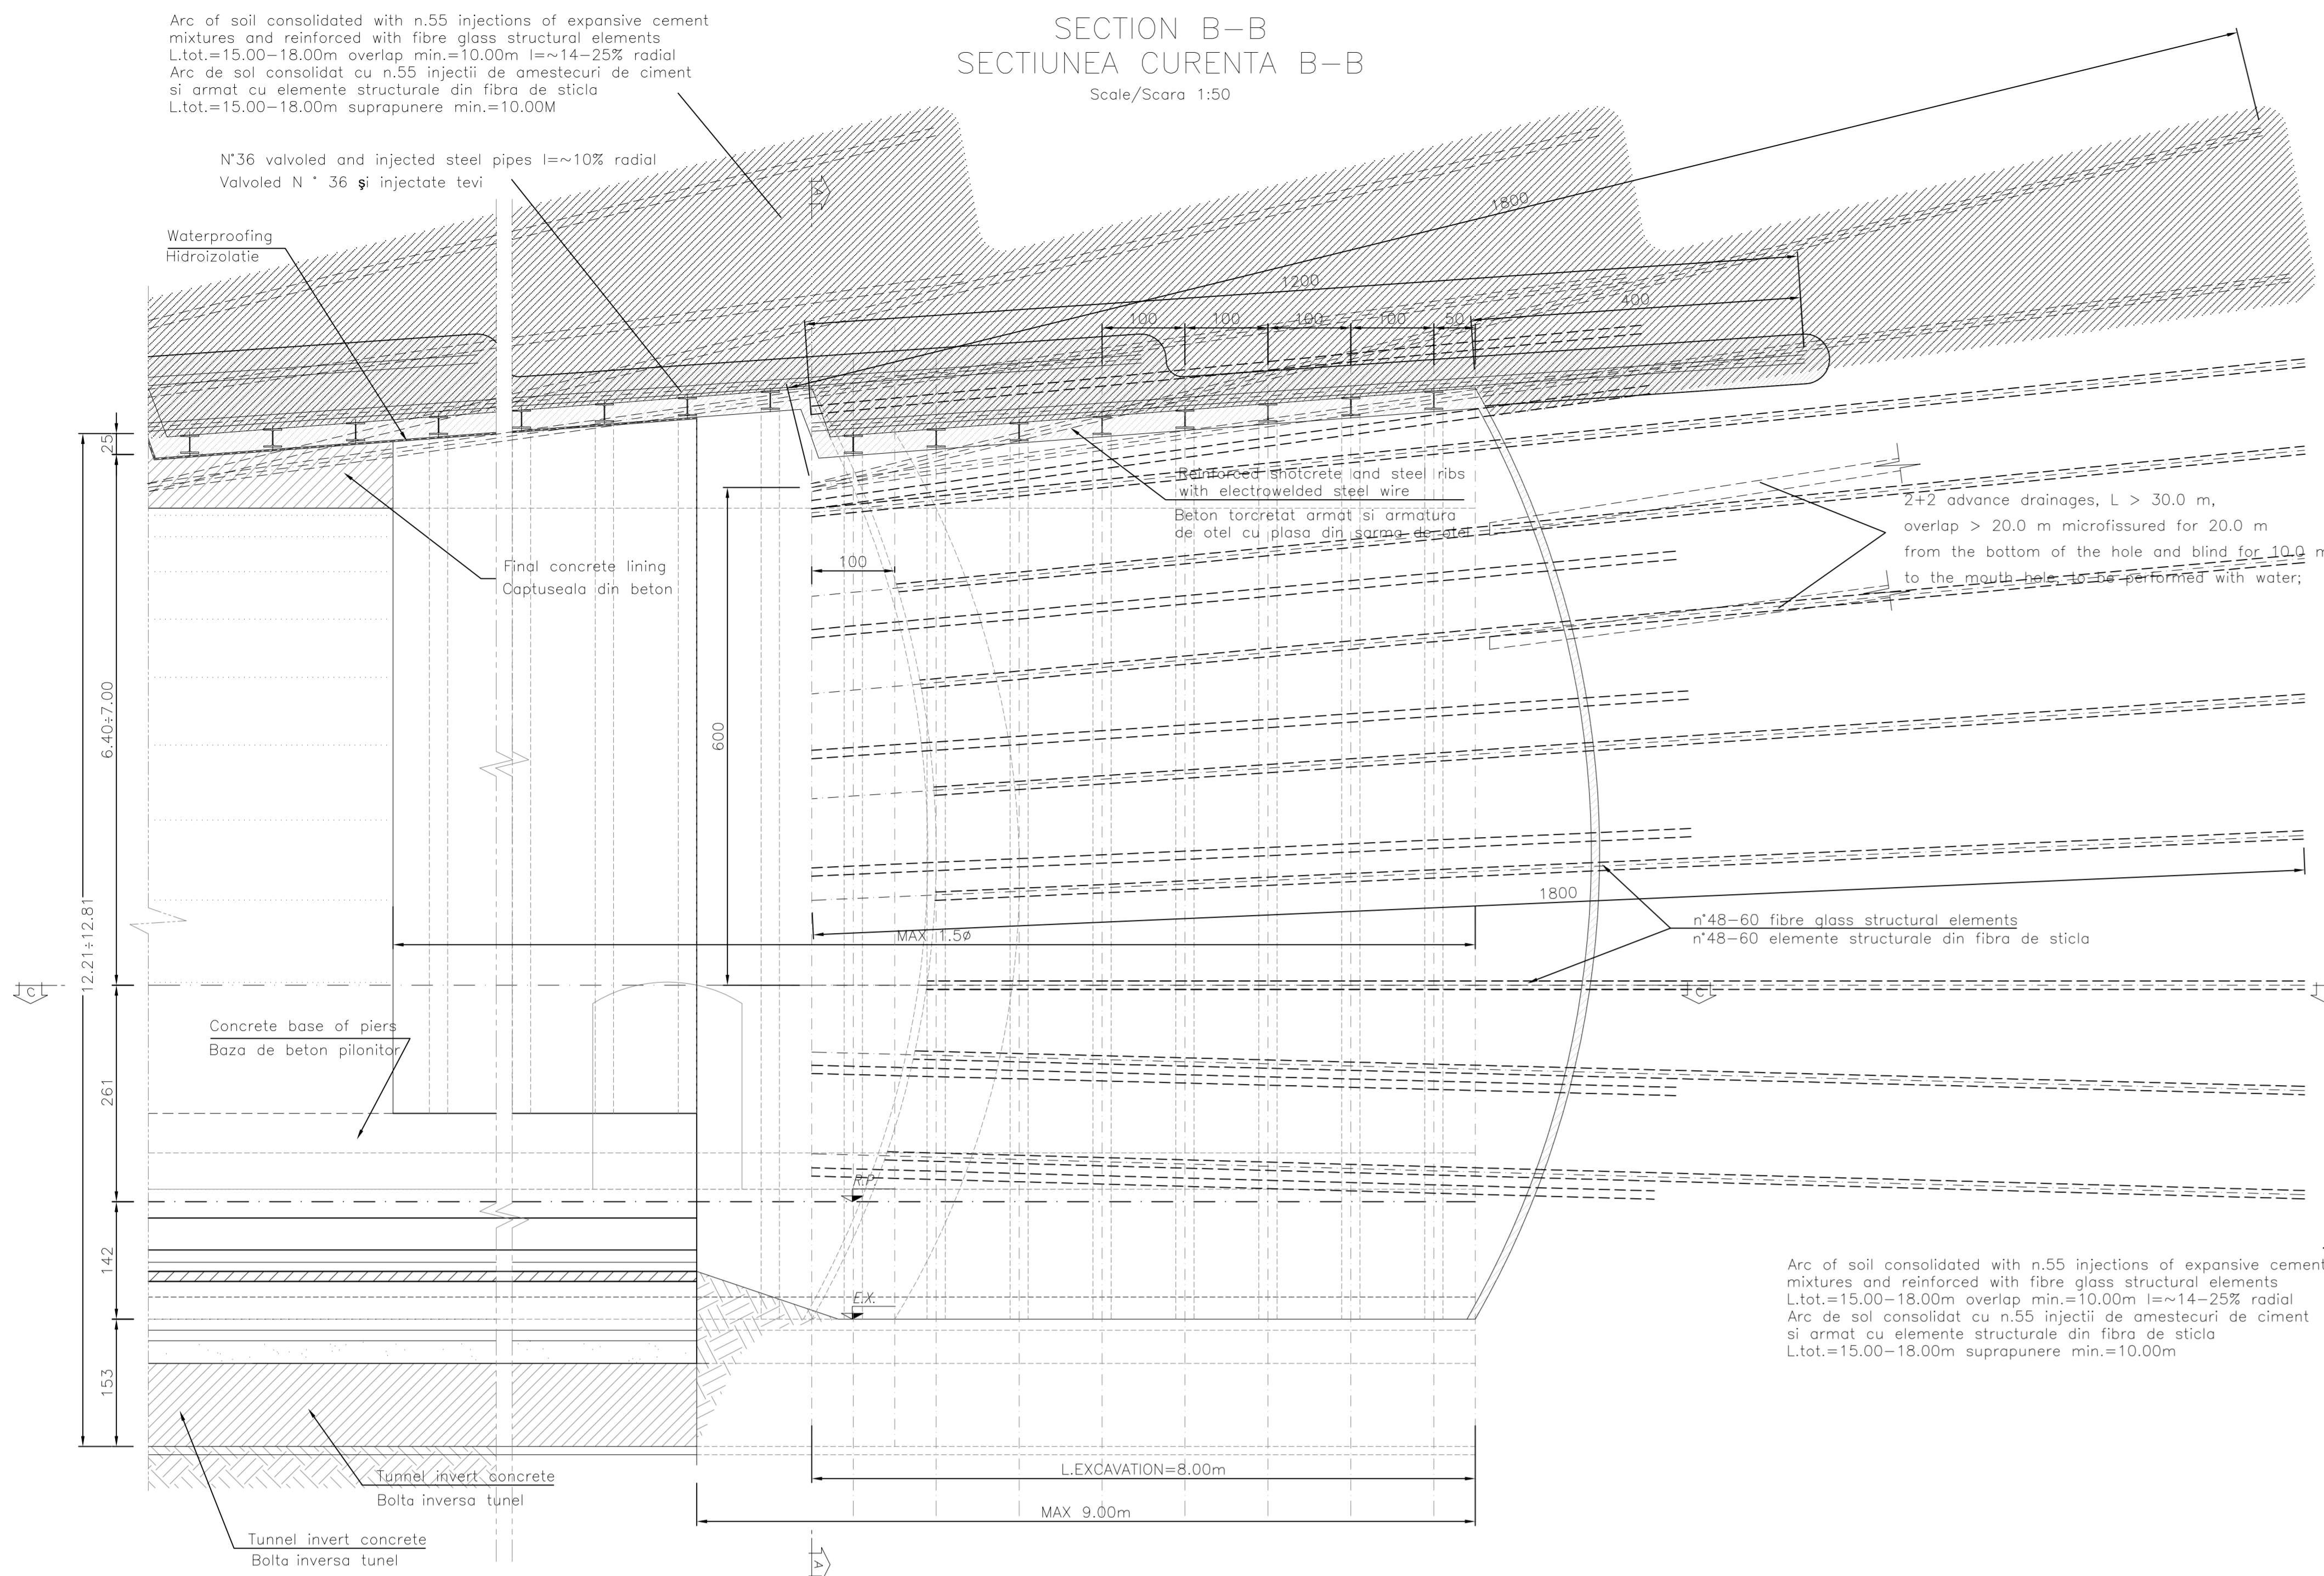 Arc of soil consolidated with n.55 injections of expansive cement
mixtures and reinforced with fibre glass structural elements
L.tot.=15.00-18.00m overlap min.=10.00m l=~14-25% radial
Arc de sol consolidat cu n.55 injectii de amestecuri de ciment
si armat cu elemente structurale din fibra de sticla
L.tot.=15.00-18.00m suprapunere min.=10.00M
SECTION B-B
SECTIUNEA CURENTA B-B
Scale/Scara 1:50
N°36 valvoled and injected steel pipes l=~10% radial
Valvoled N ° 36 şi injectate tevi
A
Waterproofing
Hidroizolatie
1800
1200
400
100
100
100
100
50
25
Reinforced shotcrete and steel ribs
with electrowelded steel wire
Beton torcretat armat si armatura
de otel cu plasa din sarma de otel
2+2 advance drainages, L > 30.0 m,
overlap > 20.0 m microfissured for 20.0 m
from the bottom of the hole and blind for 10.0 m
to the mouth hole, to be performed with water;
Final concrete lining
Captuseala din beton
100
6.40÷7.00
600
12.21÷12.81
1800
MAX 1.5ø
n°48-60 fibre glass structural elements
n°48-60 elemente structurale din fibra de sticla
c
c
Concrete base of piers
Baza de beton pilonitor
261
R.P.
142
E.X.
Arc of soil consolidated with n.55 injections of expansive cement
mixtures and reinforced with fibre glass structural elements
L.tot.=15.00-18.00m overlap min.=10.00m l=~14-25% radial
Arc de sol consolidat cu n.55 injectii de amestecuri de ciment
si armat cu elemente structurale din fibra de sticla
L.tot.=15.00-18.00m suprapunere min.=10.00m
153
L.EXCAVATION=8.00m
Tunnel invert concrete
Bolta inversa tunel
MAX 9.00m
Tunnel invert concrete
Bolta inversa tunel
A